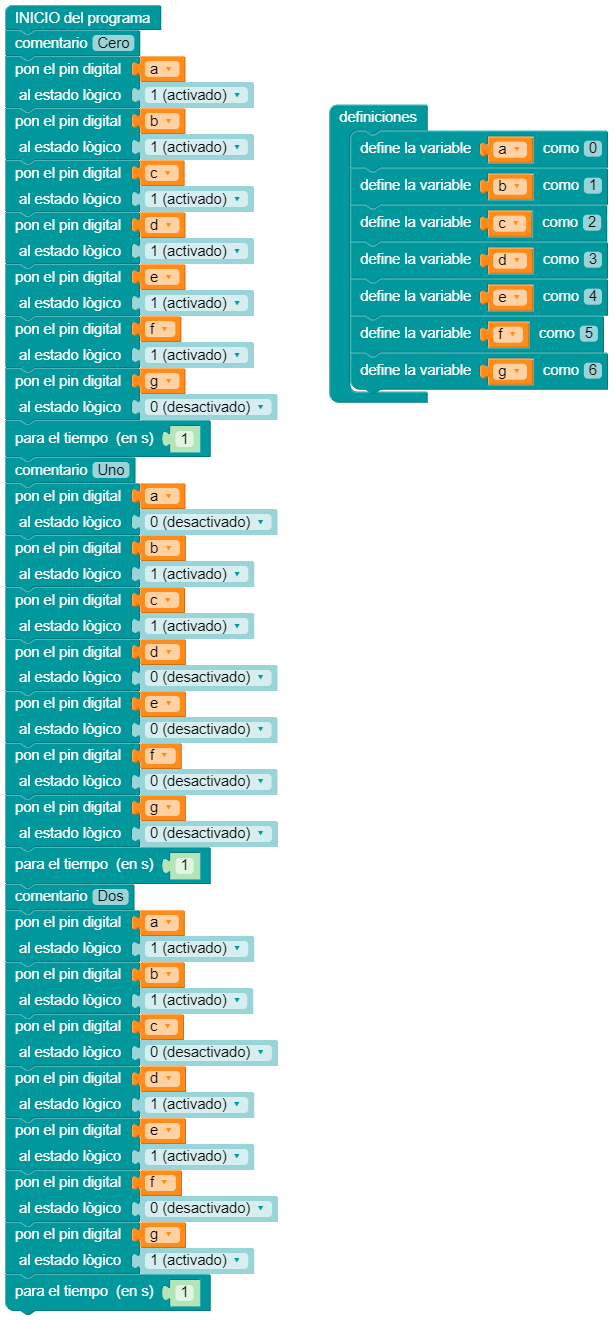 INICIO del programa
comentario Cero
pon el pin digital a
al estado lògico 1 (activado)
pon el pin digital b
al estado lògico 1 (activado)
pon el pin digital c
al estado lògico 1 (activado)
pon el pin digital d
al estado lògico 1 (activado)
pon el pin digital e
al estado lògico 1 (activado)
pon el pin digital f
al estado lògico 1 (activado)
pon el pin digital g
al estado lògico 0 (desactivado)
para el tiempo (en s) 1
comentario Uno
pon el pin digital a
al estado lògico 0 (desactivado)
pon el pin digital b
al estado lògico 1 (activado)
pon el pin digital c
al estado lògico 1 (activado)
pon el pin digital d
al estado lògico 0 (desactivado)
pon el pin digital e
al estado lògico 0 (desactivado)
pon el pin digital f
al estado lògico 0 (desactivado)
pon el pin digital g
al estado lògico 0 (desactivado)
para el tiempo (en s) 1
comentario Dos
pon el pin digital a
al estado lògico 1 (activado)
pon el pin digital b
al estado lògico 1 (activado)
pon el pin digital c
al estado lògico 0 (desactivado)
pon el pin digital d
al estado lògico 1 (activado)
pon el pin digital e
al estado lògico 1 (activado)
pon el pin digital f
al estado lògico 0 (desactivado)
pon el pin digital g
al estado lògico 1 (activado)
para el tiempo (en s) 1
definiciones
define la variable a como 0
define la variable b como 1
define la variable c como 2
define la variable d como 3
define la variable e como 4
define la variable f como 5
define la variable g como 6